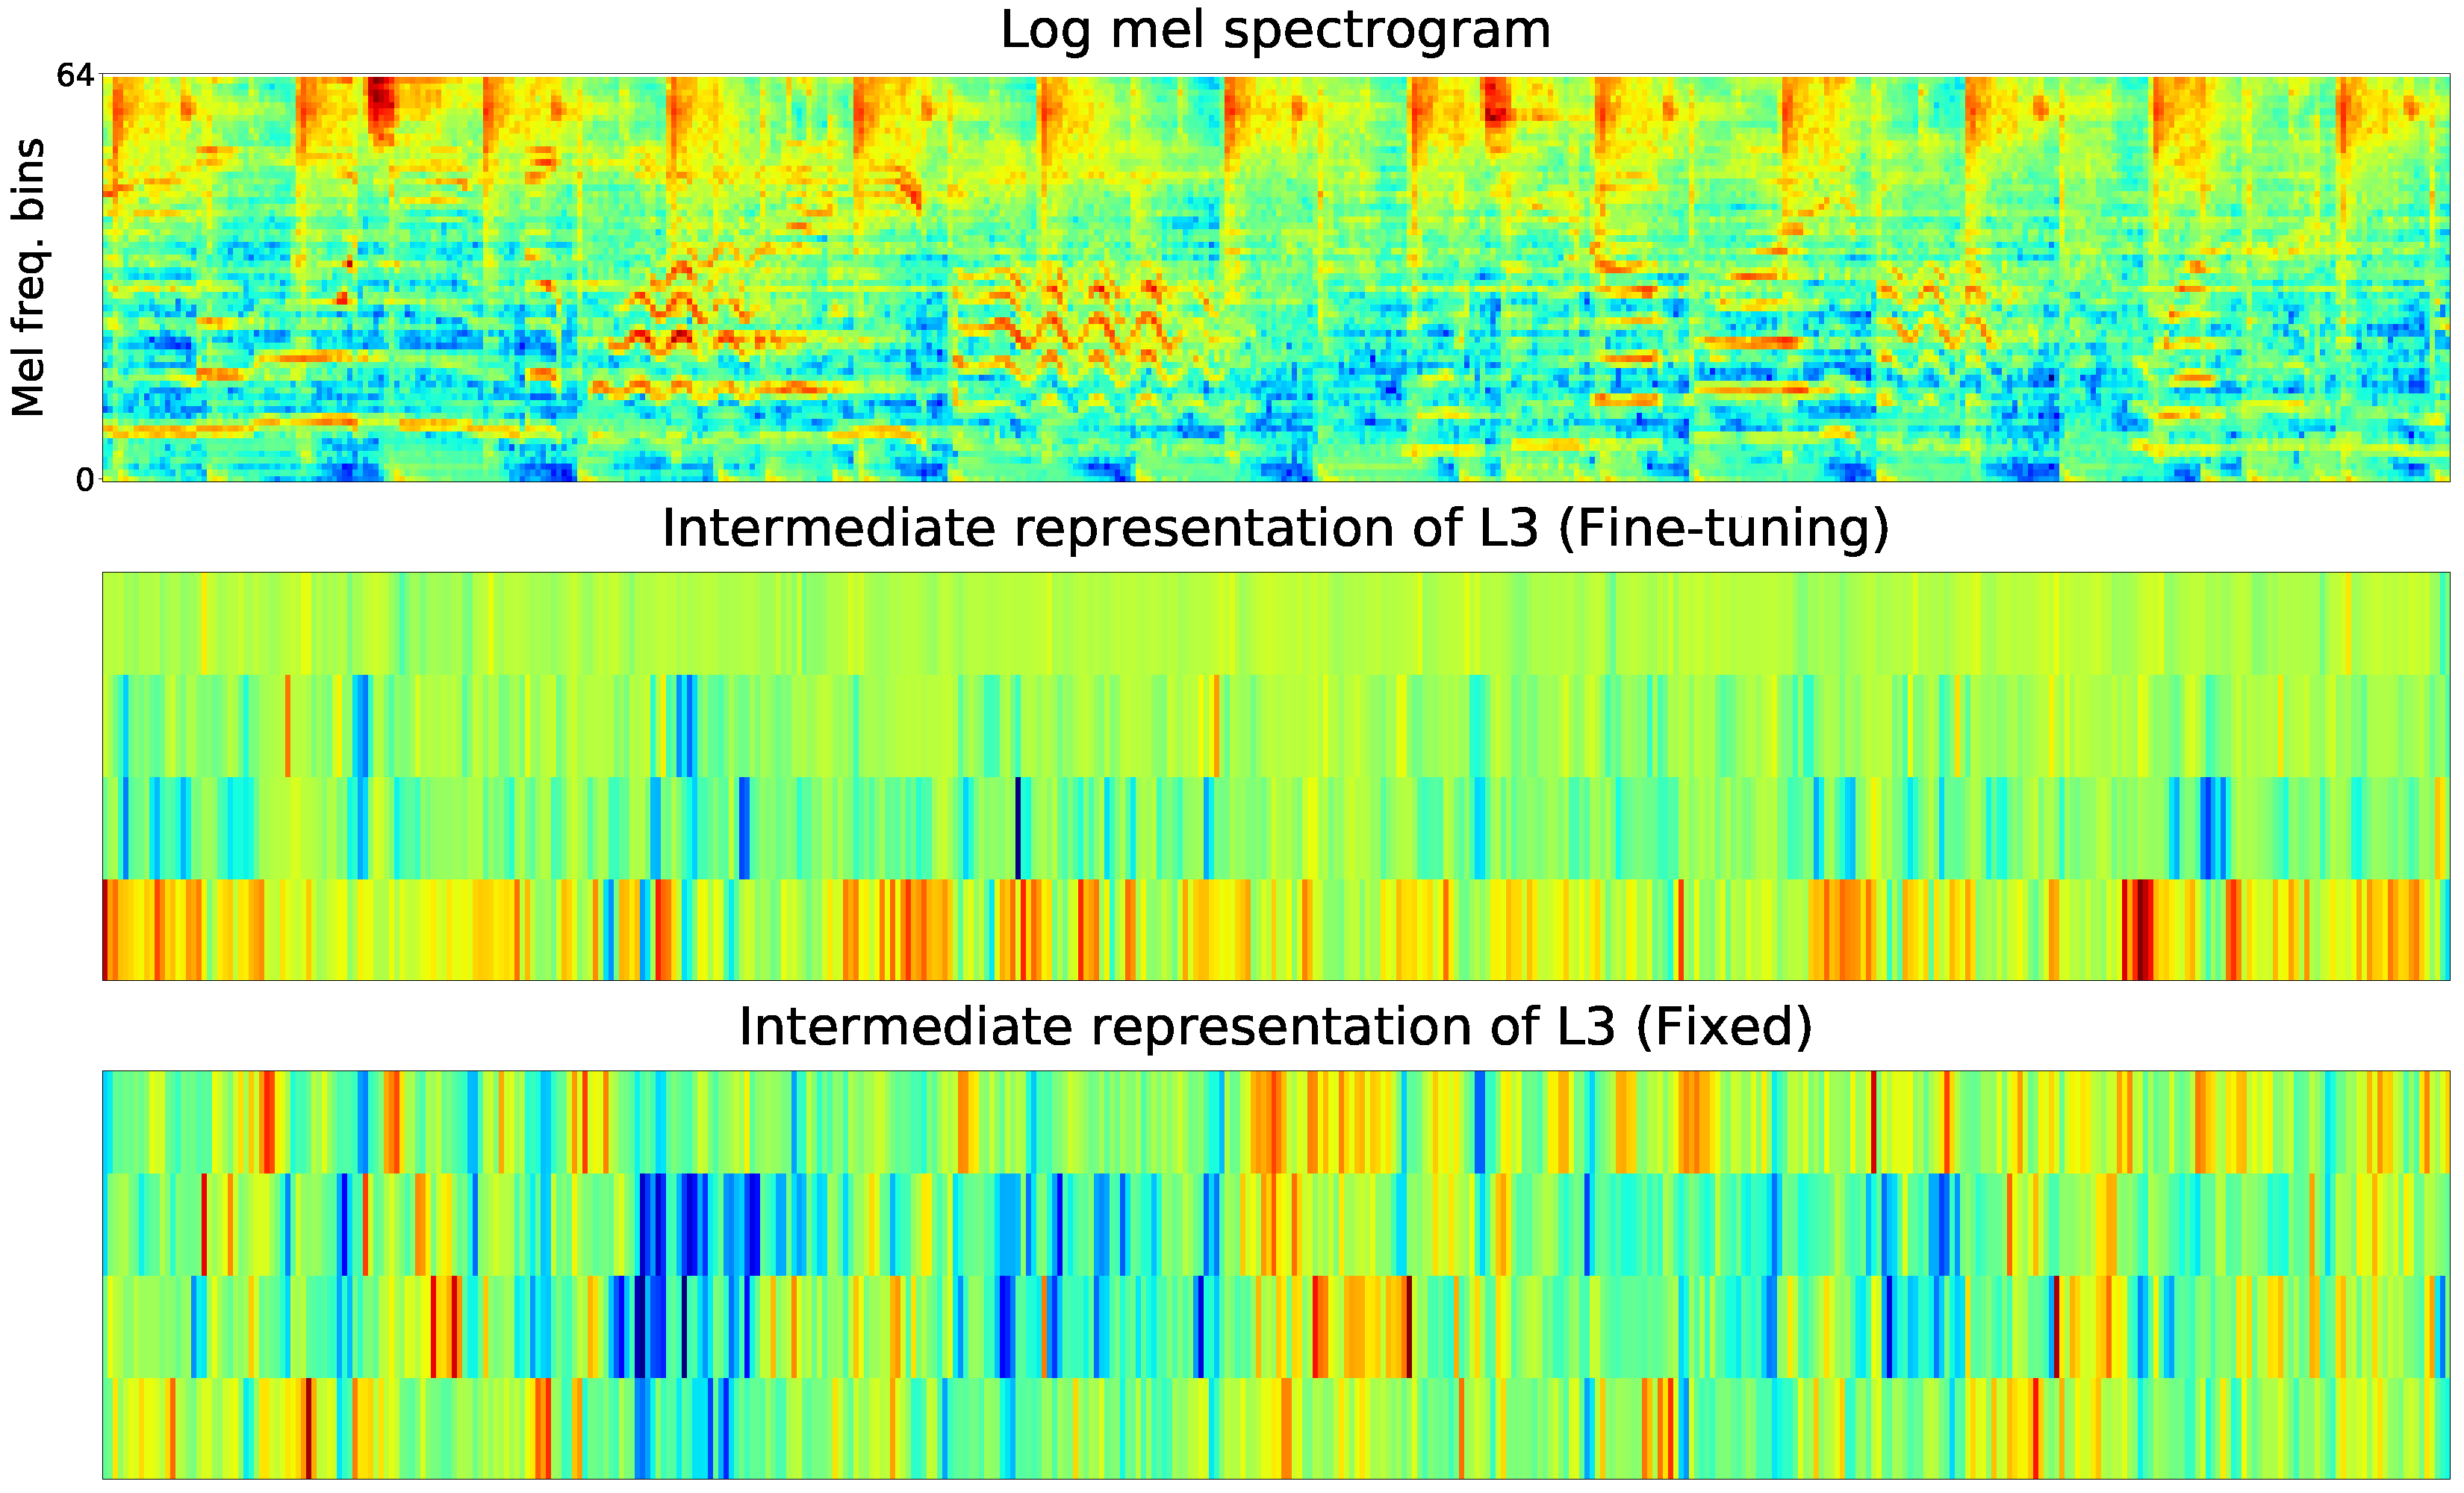 Log mel spectrogram
64
Mel freq. bins
0
Intermediate representation of L3 (Fine-tuning)
Intermediate representation of L3 (Fixed)